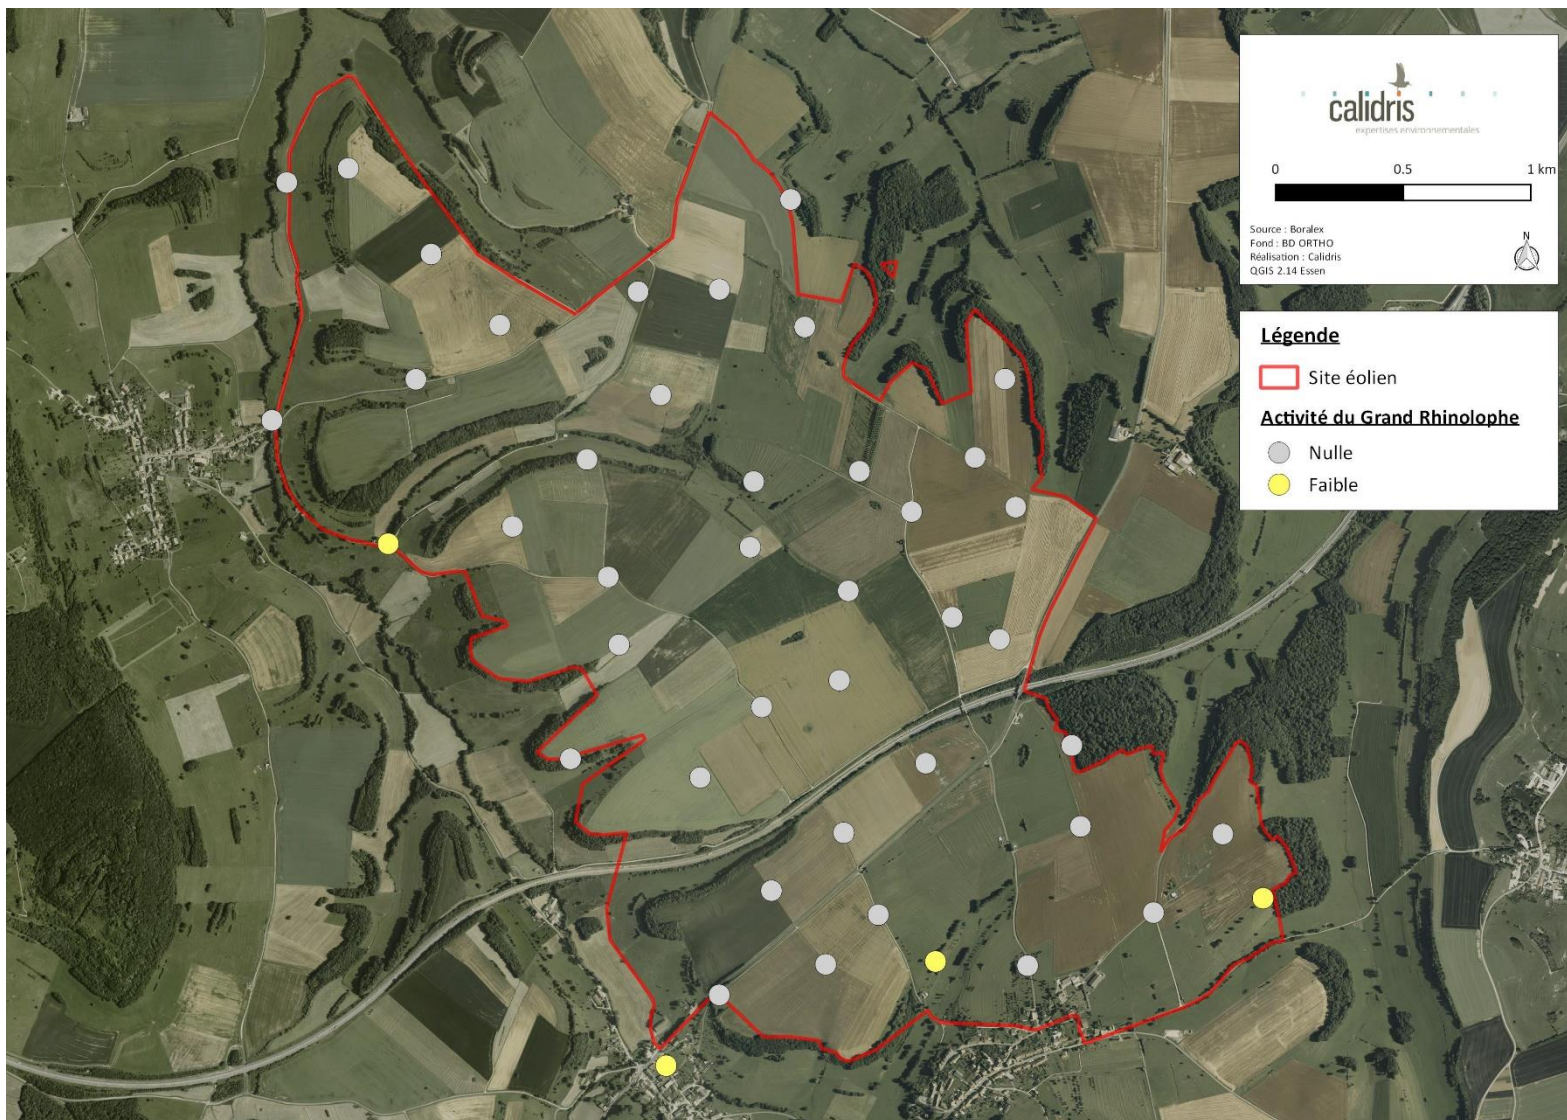 calidris
expertises environnementales
0 0.5 1 km
Source : Boralex
Fond : BD ORTHO
Réalisation : Calidris
QGIS 2.14 Essen
N
Légende
Site éolien
Activité du Grand Rhinolophe
Nulle
Faible